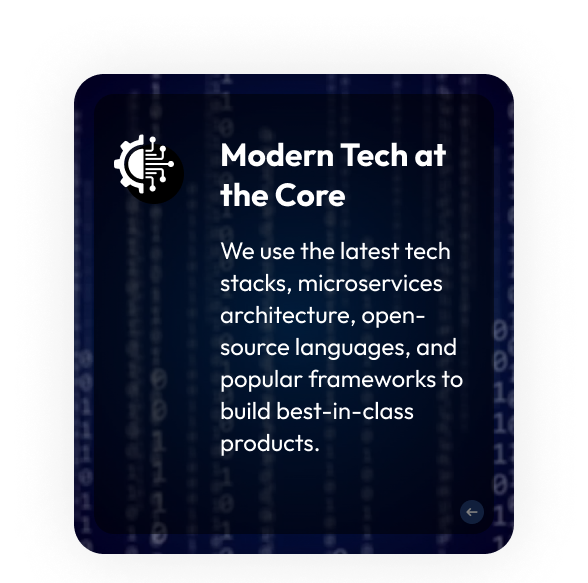 Modern Tech at
the Core
We use the latest tech
stacks, microservices
architecture, open-
source languages, and
popular frameworks to
build best-in-class
products.